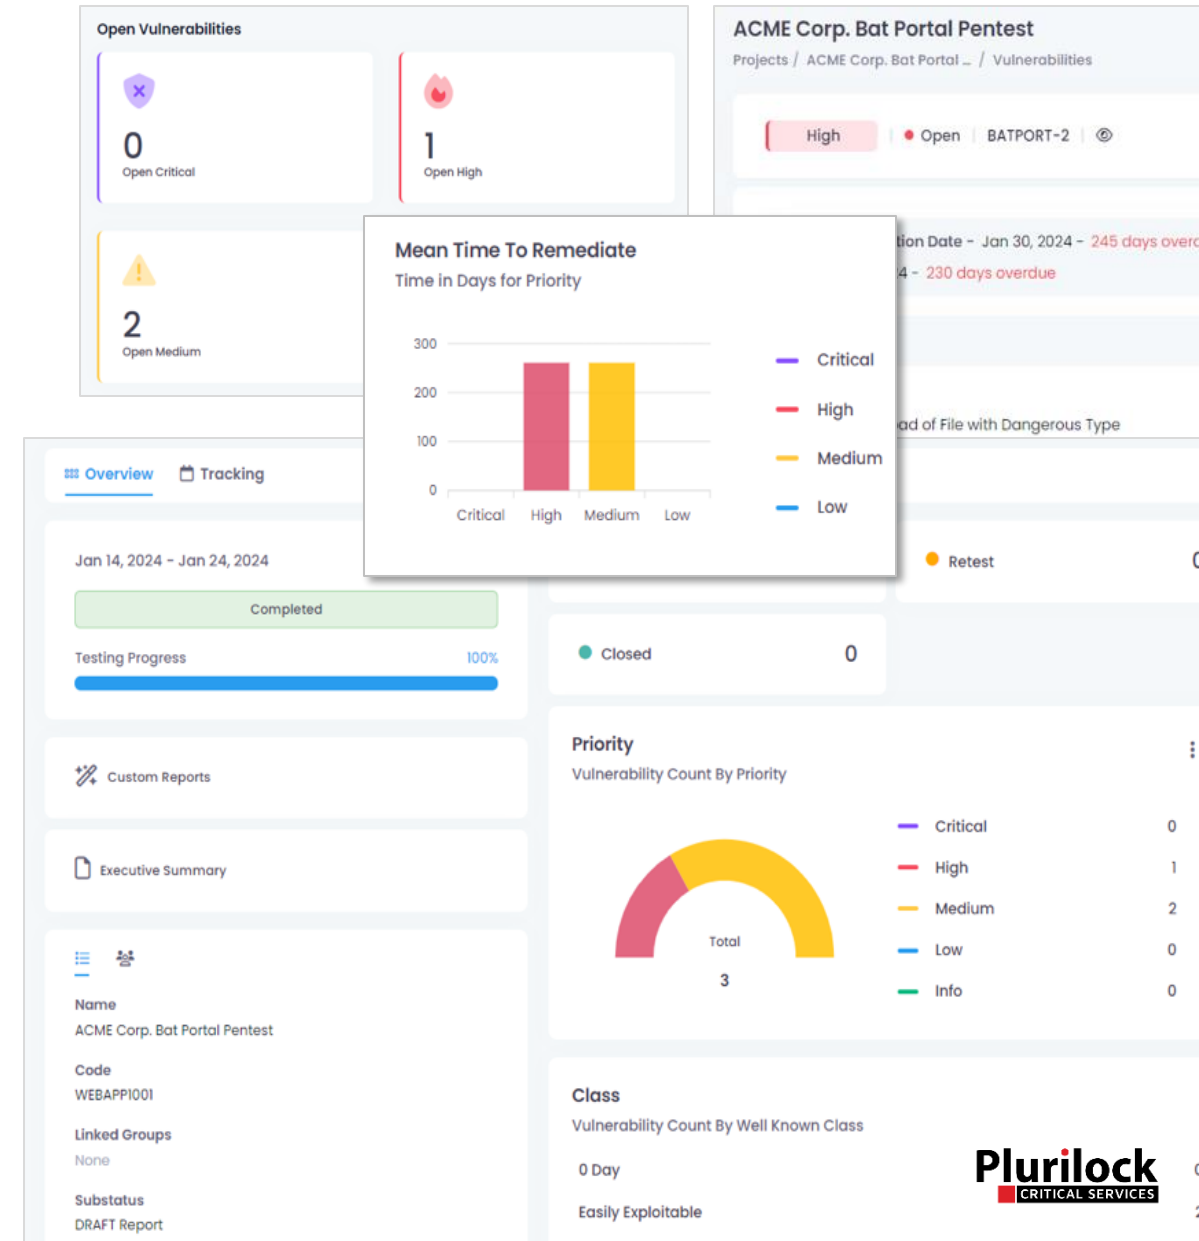 Open Vulnerabilities
0
Open Critical
1
Open High
2
Open Medium
ACME Corp. Bat Portal Pentest
Projects / ACME Corp. Bat Portal ... / Vulnerabilities
High
Open
BATPORT-2
Date - Jan 30, 2024 - 245 days
- 230 days overdue
of File with Dangerous Type
Mean Time To Remediate
Time in Days for Priority
300
200
100
0
Critical
High
Medium
Low
Critical
High
Medium
Low
Overview
Tracking
Jan 14, 2024 - Jan 24, 2024
Completed
Testing Progress 100%
Custom Reports
Executive Summary
Name
ACME Corp. Bat Portal Pentest
Code
WEBAPP1001
Linked Groups
None
Substatus
DRAFT Report
Retest
Closed 0
Priority
Vulnerability Count By Priority
Total
3
Critical 0
High 1
Medium 2
Low 0
Info 0
Class
Vulnerability Count By Well Known Class
0 Day
Easily Exploitable
Plurilock
CRITICAL SERVICES